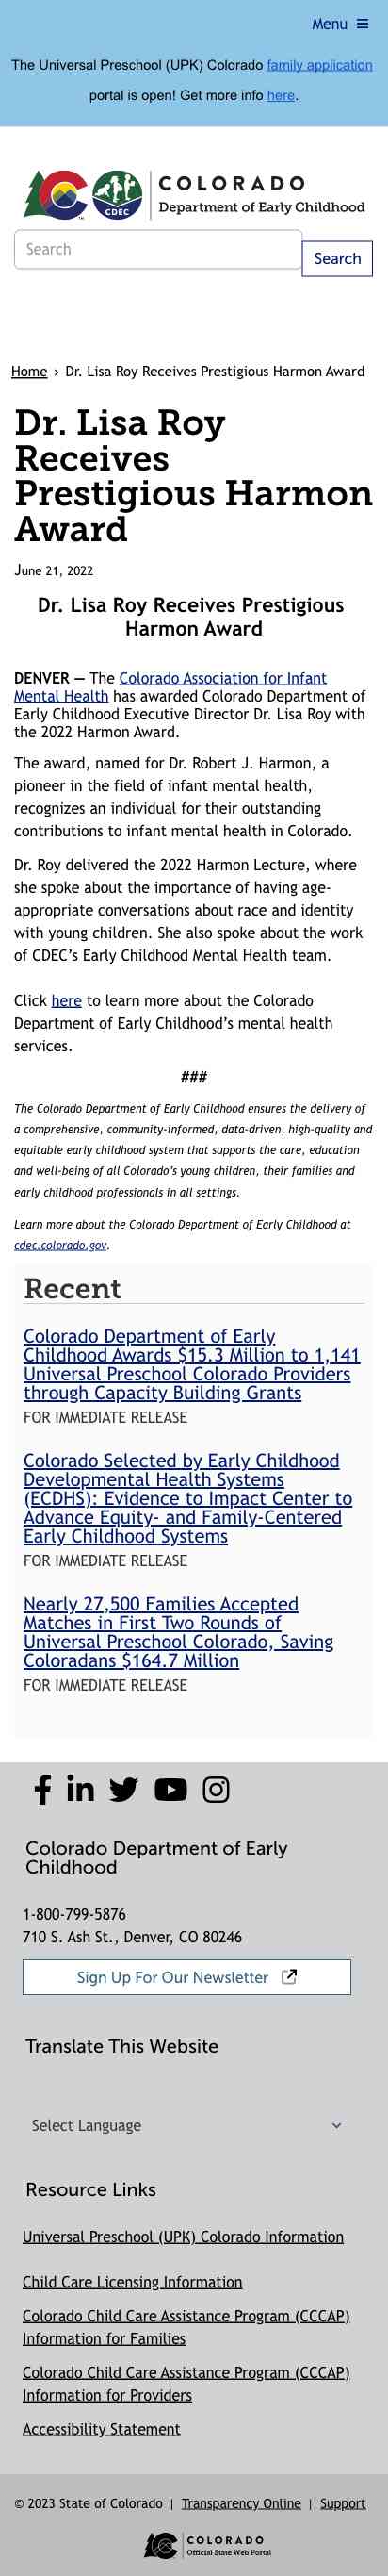 Menu
The Universal Preschool (UPK) Colorado family application
portal is open! Get more info here.
CDEC
COLORADO
Department of Early Childhood
Search
Search
Home › Dr. Lisa Roy Receives Prestigious Harmon Award
Dr. Lisa Roy
Receives
Prestigious Harmon
Award
June 21, 2022
Dr. Lisa Roy Receives Prestigious
Harmon Award
DENVER — The Colorado Association for Infant
Mental Health has awarded Colorado Department of
Early Childhood Executive Director Dr. Lisa Roy with
the 2022 Harmon Award.
The award, named for Dr. Robert J. Harmon, a
pioneer in the field of infant mental health,
recognizes an individual for their outstanding
contributions to infant mental health in Colorado.
Dr. Roy delivered the 2022 Harmon Lecture, where
she spoke about the importance of having age-
appropriate conversations about race and identity
with young children. She also spoke about the work
of CDEC’s Early Childhood Mental Health team.
Click here to learn more about the Colorado
Department of Early Childhood’s mental health
services.
###
The Colorado Department of Early Childhood ensures the delivery of
a comprehensive, community-informed, data-driven, high-quality and
equitable early childhood system that supports the care, education
and well-being of all Colorado’s young children, their families and
early childhood professionals in all settings.
Learn more about the Colorado Department of Early Childhood at
cdec.colorado.gov.
Recent
Colorado Department of Early
Childhood Awards $15.3 Million to 1,141
Universal Preschool Colorado Providers
through Capacity Building Grants
FOR IMMEDIATE RELEASE
Colorado Selected by Early Childhood
Developmental Health Systems
(ECDHS): Evidence to Impact Center to
Advance Equity- and Family-Centered
Early Childhood Systems
FOR IMMEDIATE RELEASE
Nearly 27,500 Families Accepted
Matches in First Two Rounds of
Universal Preschool Colorado, Saving
Coloradans $164.7 Million
FOR IMMEDIATE RELEASE
Colorado Department of Early
Childhood
1-800-799-5876
710 S. Ash St., Denver, CO 80246
Sign Up For Our Newsletter
Translate This Website
Select Language
Resource Links
Universal Preschool (UPK) Colorado Information
Child Care Licensing Information
Colorado Child Care Assistance Program (CCCAP)
Information for Families
Colorado Child Care Assistance Program (CCCAP)
Information for Providers
Accessibility Statement
© 2023 State of Colorado | Transparency Online | Support
COLORADO
Official State Web Portal